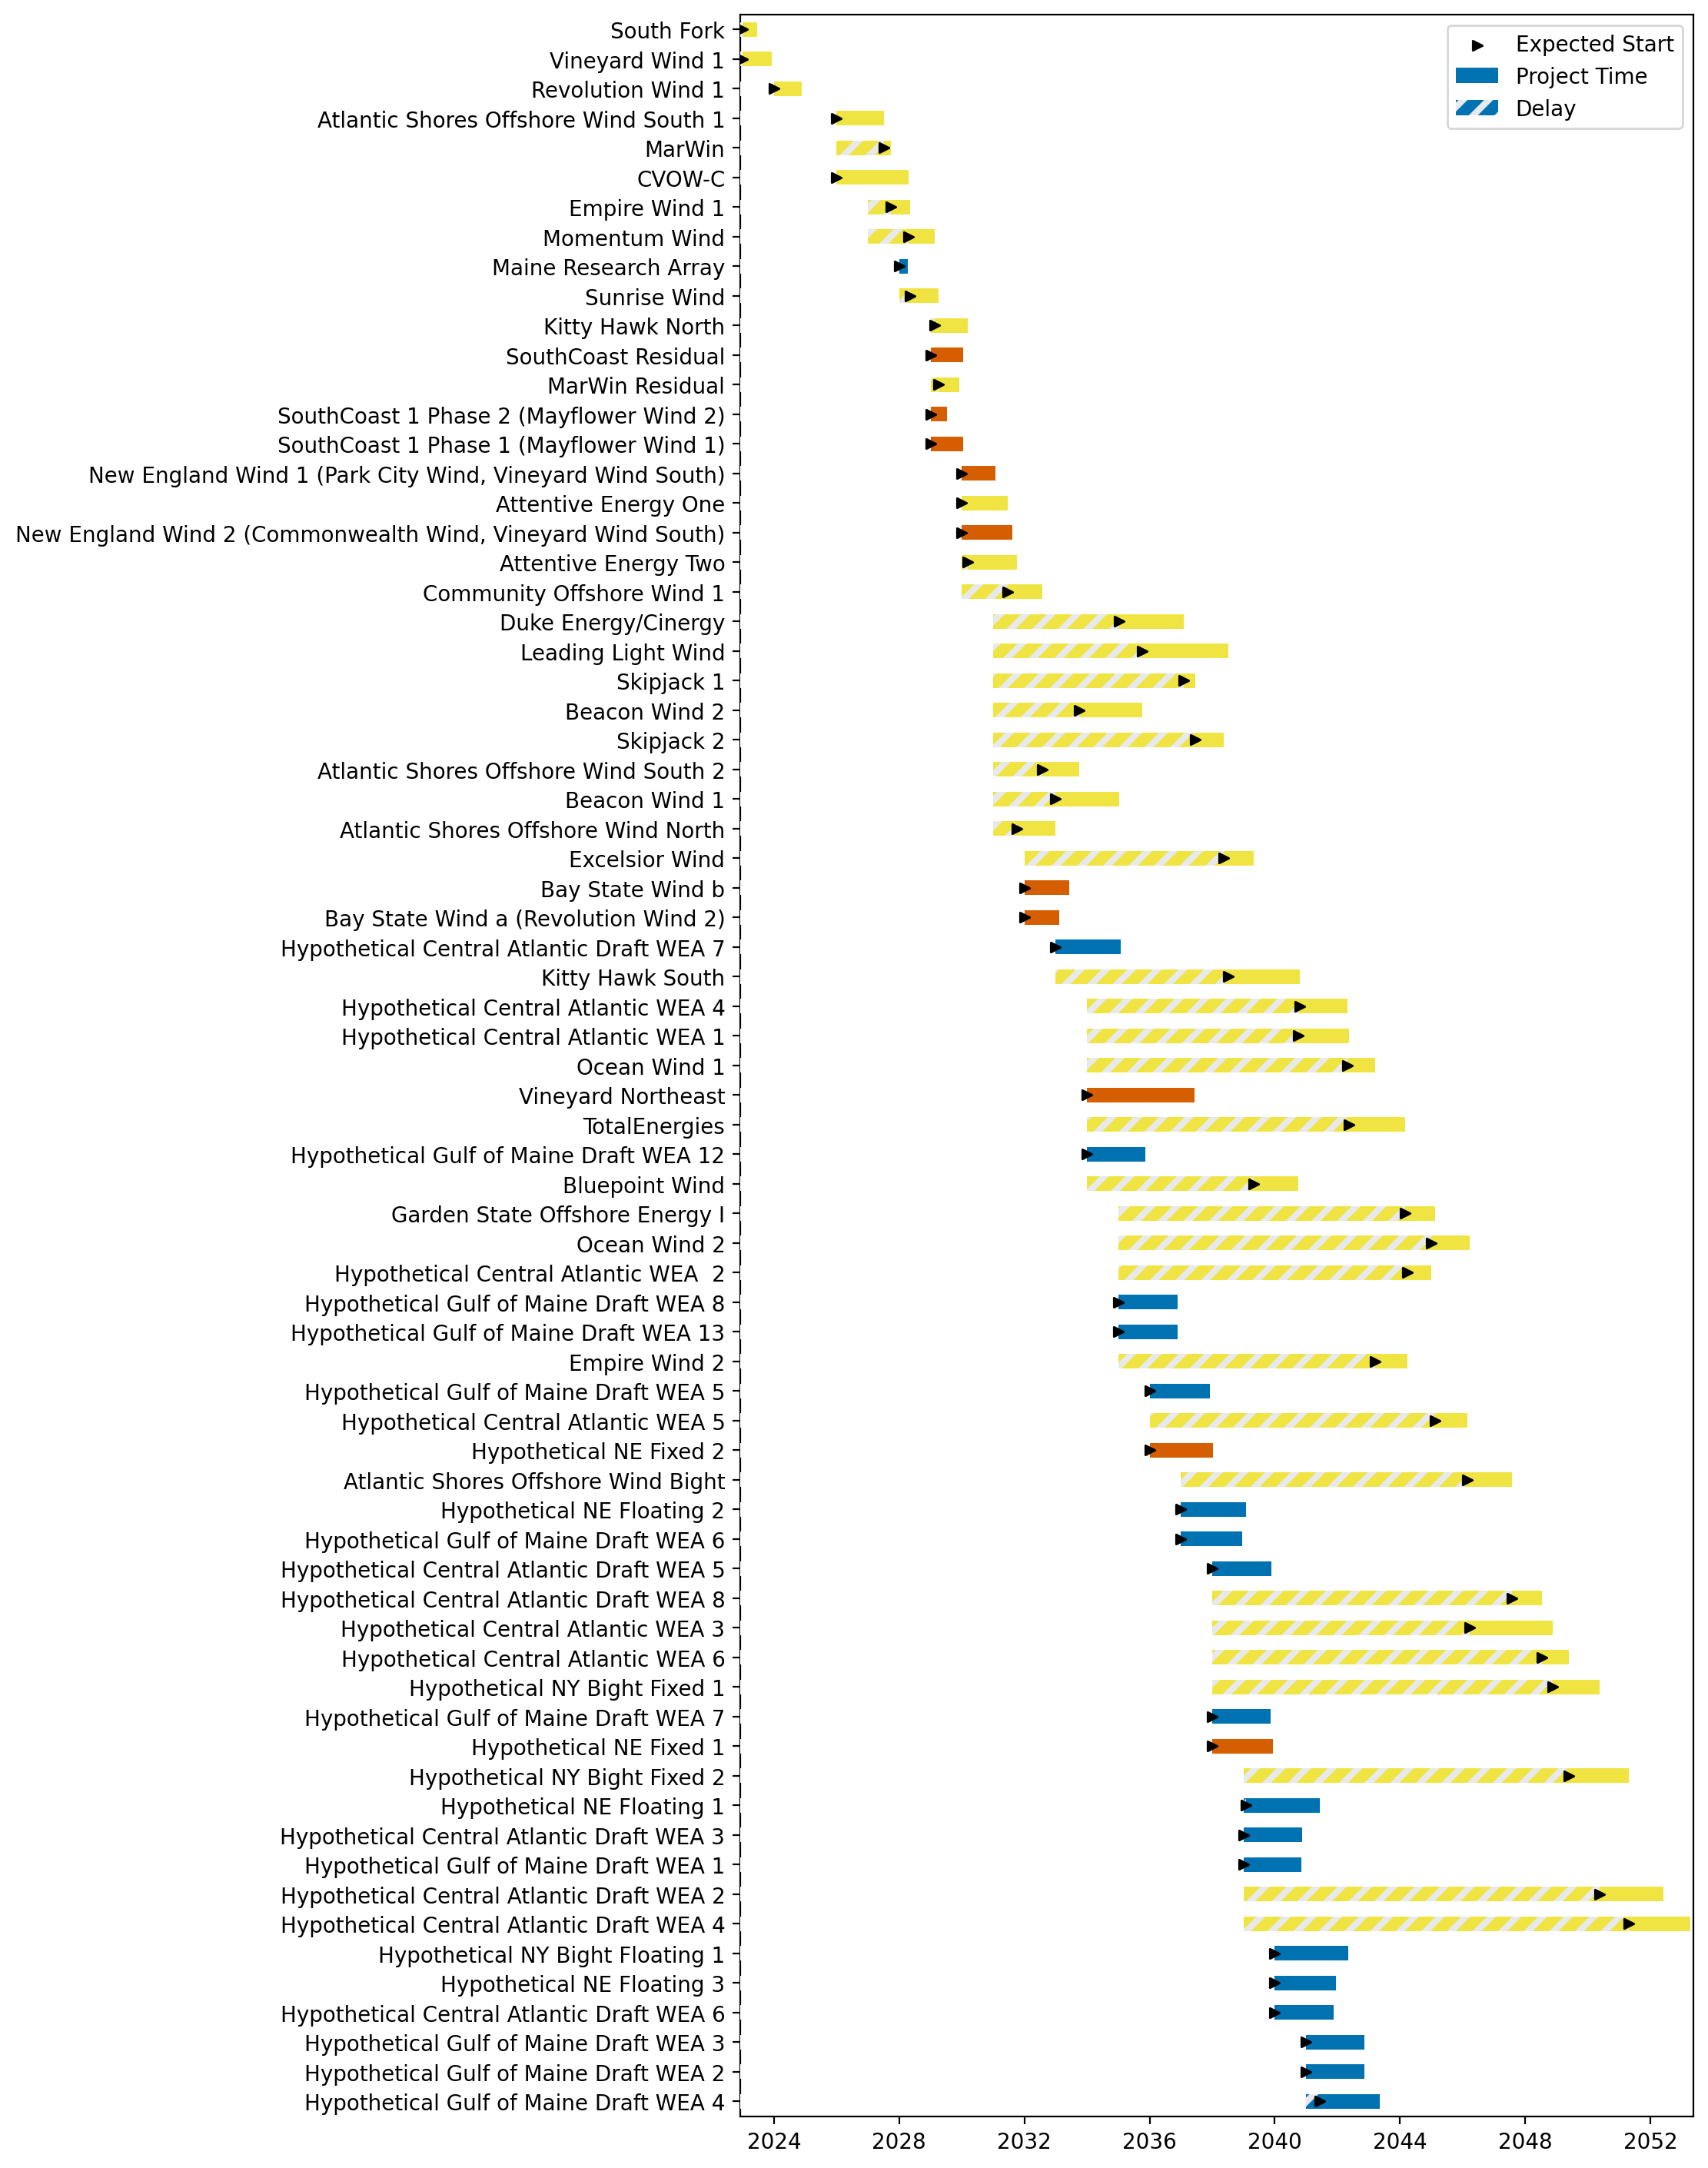 South Fork
Vineyard Wind 1
Revolution Wind 1
Atlantic Shores Offshore Wind South 1
MarWin
CVOW-C
Empire Wind 1
Momentum Wind
Maine Research Array
Sunrise Wind
Kitty Hawk North
SouthCoast Residual
MarWin Residual
SouthCoast 1 Phase 2 (Mayflower Wind 2)
SouthCoast 1 Phase 1 (Mayflower Wind 1)
New England Wind 1 (Park City Wind, Vineyard Wind South)
Attentive Energy One
New England Wind 2 (Commonwealth Wind, Vineyard Wind South)
Attentive Energy Two
Community Offshore Wind 1
Duke Energy/Cinergy
Leading Light Wind
Skipjack 1
Beacon Wind 2
Skipjack 2
Atlantic Shores Offshore Wind South 2
Beacon Wind 1
Atlantic Shores Offshore Wind North
Excelsior Wind
Bay State Wind b
Bay State Wind a (Revolution Wind 2)
Hypothetical Central Atlantic Draft WEA 7
Kitty Hawk South
Hypothetical Central Atlantic WEA 4
Hypothetical Central Atlantic WEA 1
Ocean Wind 1
Vineyard Northeast
TotalEnergies
Hypothetical Gulf of Maine Draft WEA 12
Bluepoint Wind
Garden State Offshore Energy I
Ocean Wind 2
Hypothetical Central Atlantic WEA  2
Hypothetical Gulf of Maine Draft WEA 8
Hypothetical Gulf of Maine Draft WEA 13
Empire Wind 2
Hypothetical Gulf of Maine Draft WEA 5
Hypothetical Central Atlantic WEA 5
Hypothetical NE Fixed 2
Atlantic Shores Offshore Wind Bight
Hypothetical NE Floating 2
Hypothetical Gulf of Maine Draft WEA 6
Hypothetical Central Atlantic Draft WEA 5
Hypothetical Central Atlantic Draft WEA 8
Hypothetical Central Atlantic WEA 3
Hypothetical Central Atlantic WEA 6
Hypothetical NY Bight Fixed 1
Hypothetical Gulf of Maine Draft WEA 7
Hypothetical NE Fixed 1
Hypothetical NY Bight Fixed 2
Hypothetical NE Floating 1
Hypothetical Central Atlantic Draft WEA 3
Hypothetical Gulf of Maine Draft WEA 1
Hypothetical Central Atlantic Draft WEA 2
Hypothetical Central Atlantic Draft WEA 4
Hypothetical NY Bight Floating 1
Hypothetical NE Floating 3
Hypothetical Central Atlantic Draft WEA 6
Hypothetical Gulf of Maine Draft WEA 3
Hypothetical Gulf of Maine Draft WEA 2
Hypothetical Gulf of Maine Draft WEA 4
Expected Start
Project Time
Delay
2024 2028 2032 2036 2040 2044 2048 2052